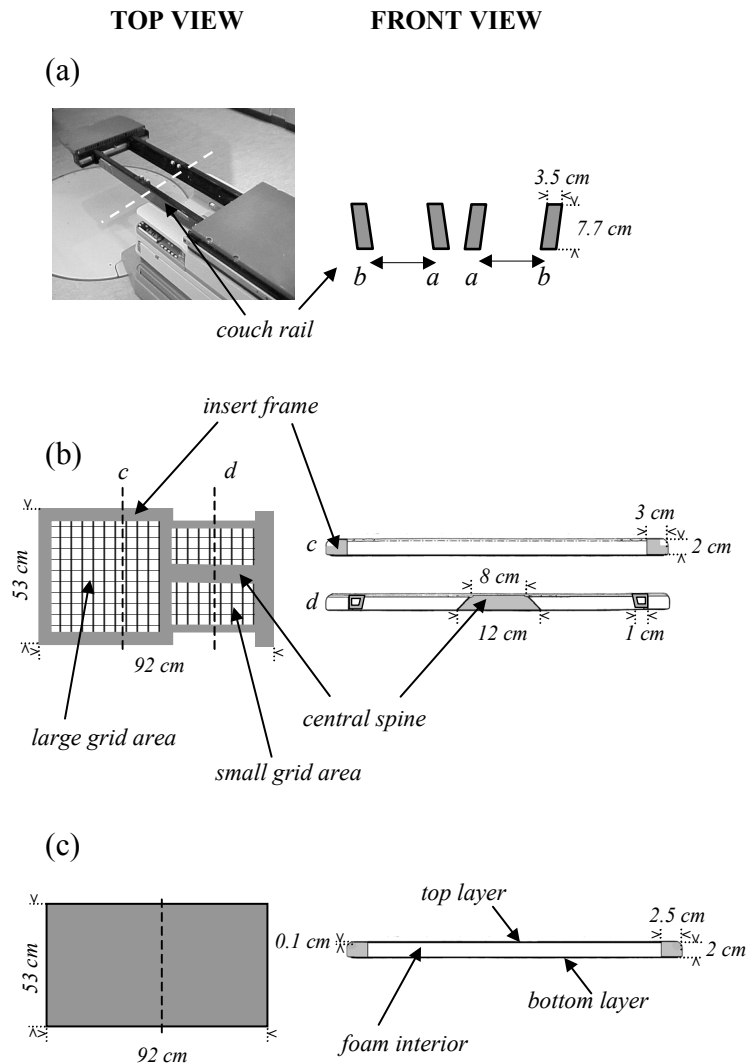 TOP VIEW FRONT VIEW
(a)
3.5 cm
7.7 cm
b a a b
couch rail
insert frame
(b)
c d
3 cm
c
2 cm
53 cm
8 cm
d
12 cm
1 cm
92 cm
central spine
large grid area
small grid area
(c)
top layer
2.5 cm
0.1 cm
2 cm
53 cm
bottom layer
foam interior
92 cm